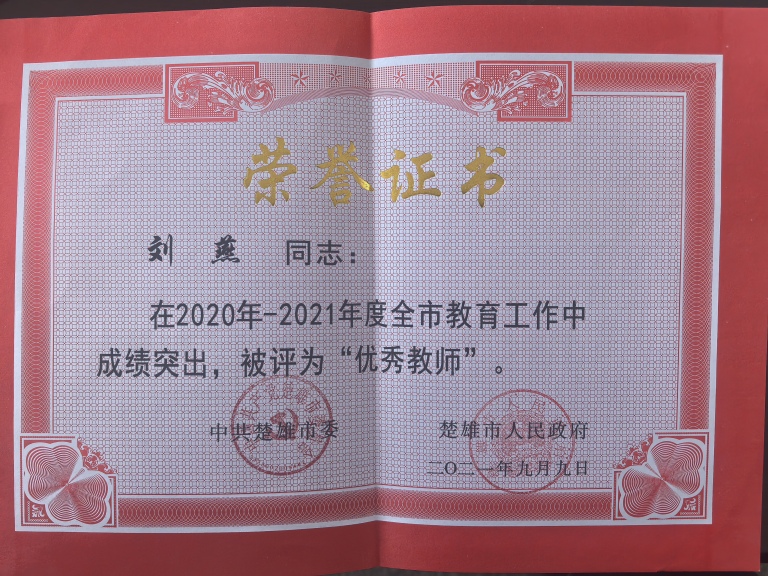 荣誉证书
刘 燕 同志：
在2020年-2021年度全市教育工作中
成绩突出，被评为“优秀教师”。
中共楚雄市委 楚雄市人民政府
二〇二一年九月九日